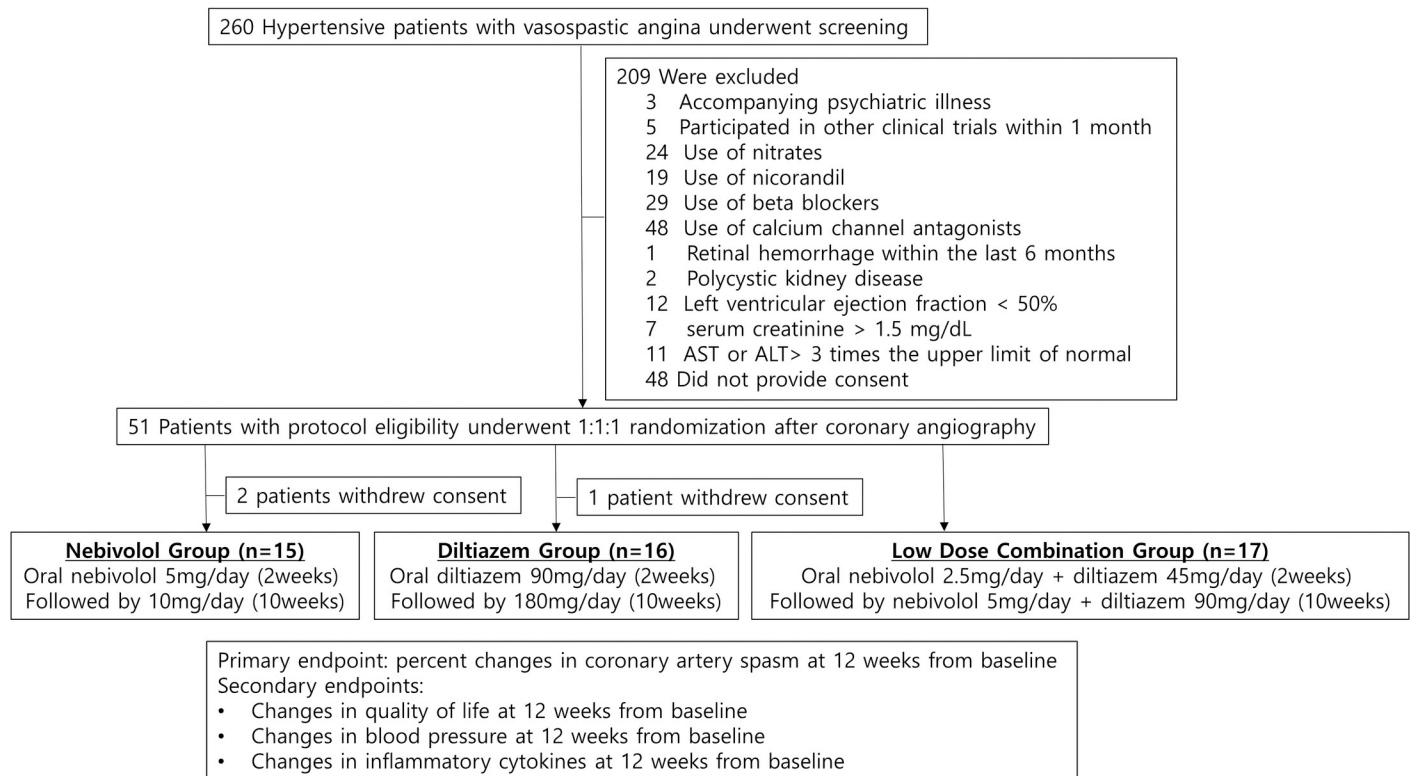 260 Hypertensive patients with vasospastic angina underwent screening
209 Were excluded
3 Accompanying psychiatric illness
5 Participated in other clinical trials within 1 month
24 Use of nitrates
19 Use of nicorandil
29 Use of beta blockers
48 Use of calcium channel antagonists
1 Retinal hemorrhage within the last 6 months
2 Polycystic kidney disease
12 Left ventricular ejection fraction < 50%
7 serum creatinine > 1.5 mg/dL
11 AST or ALT> 3 times the upper limit of normal
48 Did not provide consent
51 Patients with protocol eligibility underwent 1:1:1 randomization after coronary angiography
2 patients withdrew consent
1 patient withdrew consent
Nebivolol Group (n=15)
Oral nebivolol 5mg/day (2weeks)
Followed by 10mg/day (10weeks)
Diltiazem Group (n=16)
Oral diltiazem 90mg/day (2weeks)
Followed by 180mg/day (10weeks)
Low Dose Combination Group (n=17)
Oral nebivolol 2.5mg/day + diltiazem 45mg/day (2weeks)
Followed by nebivolol 5mg/day + diltiazem 90mg/day (10weeks)
Primary endpoint: percent changes in coronary artery spasm at 12 weeks from baseline
Secondary endpoints:
• Changes in quality of life at 12 weeks from baseline
• Changes in blood pressure at 12 weeks from baseline
• Changes in inflammatory cytokines at 12 weeks from baseline